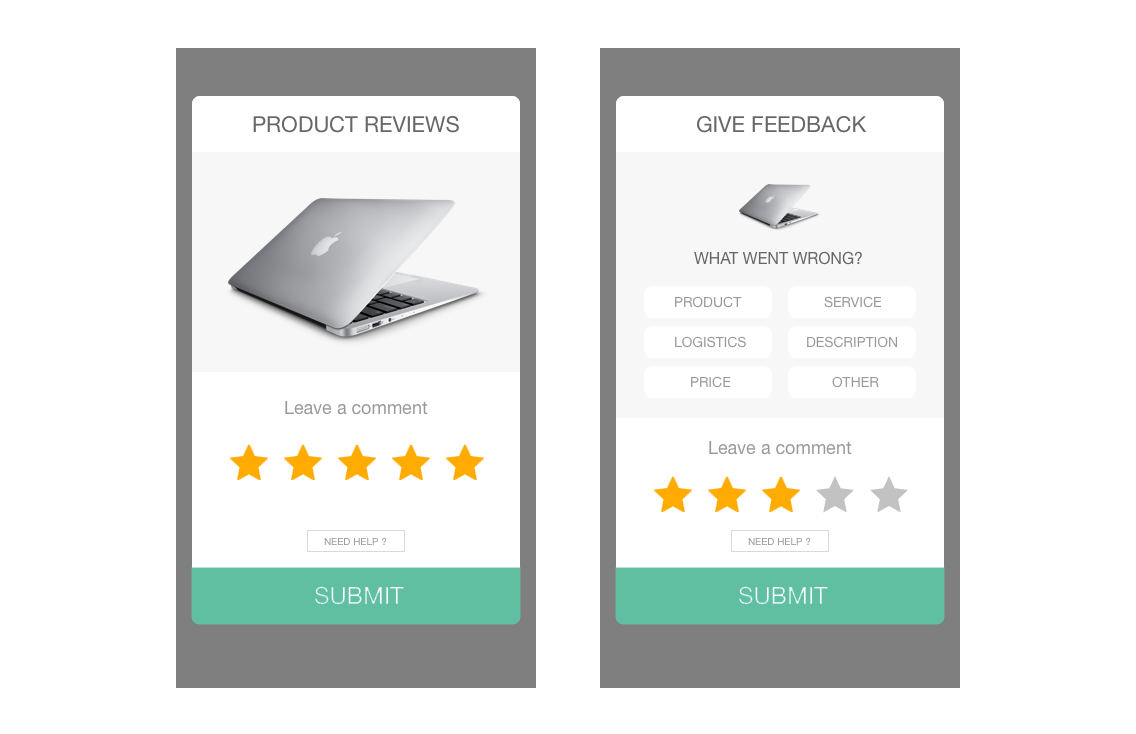 PRODUCT REVIEWS
Leave a comment
NEED HELP ?
SUBMIT
GIVE FEEDBACK
WHAT WENT WRONG?
PRODUCT
SERVICE
LOGISTICS
DESCRIPTION
PRICE
OTHER
Leave a comment
NEED HELP ?
SUBMIT